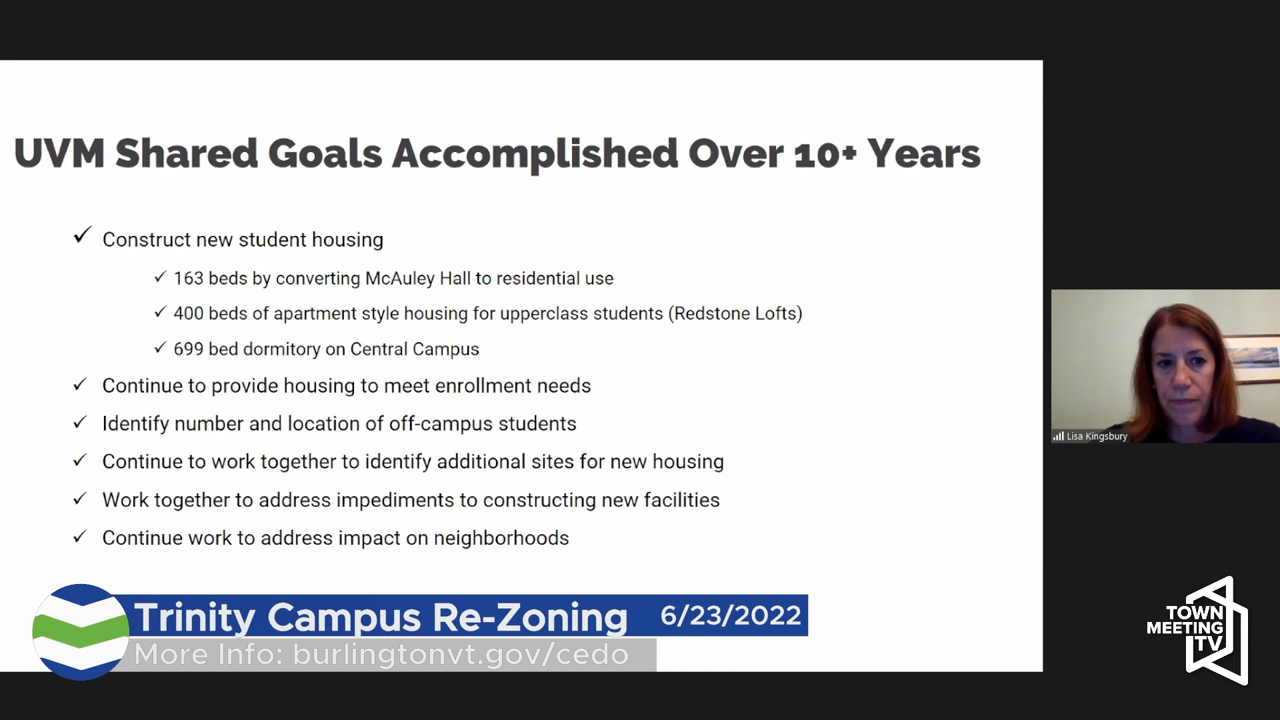 UVM Shared Goals Accomplished Over 10+ Years
✓ Construct new student housing
✓ 163 beds by converting McAuley Hall to residential use
✓ 400 beds of apartment style housing for upperclass students (Redstone Lofts)
✓ 699 bed dormitory on Central Campus
✓ Continue to provide housing to meet enrollment needs
✓ Identify number and location of off-campus students
✓ Continue to work together to identify additional sites for new housing
✓ Work together to address impediments to constructing new facilities
✓ Continue work to address impact on neighborhoods
Lisa Kingsbury
Trinity Campus Re-Zoning 6/23/2022
More Info: burlingtonvt.gov/cedo
TOWN
MEETING
TV